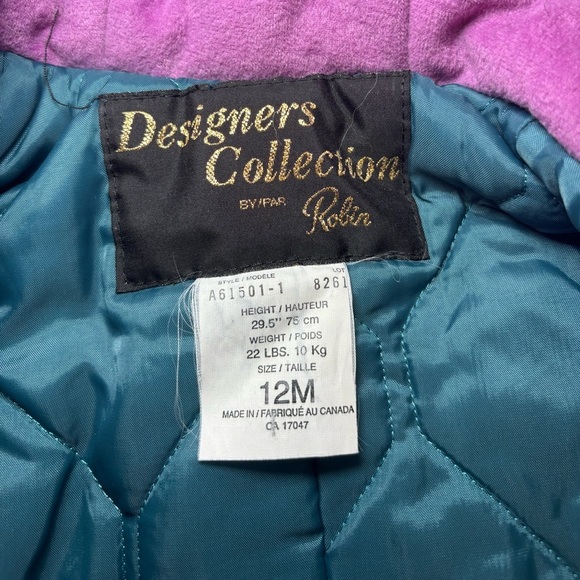 Designers
Collection
BY/PAR Robin
STYLE / MODÈLE LOT
A61501-1 8261
HEIGHT / HAUTEUR
29.5" 75 cm
WEIGHT / POIDS
22 LBS. 10 Kg
SIZE / TAILLE
12M
MADE IN / FABRIQUÉ AU CANADA
CA 17047